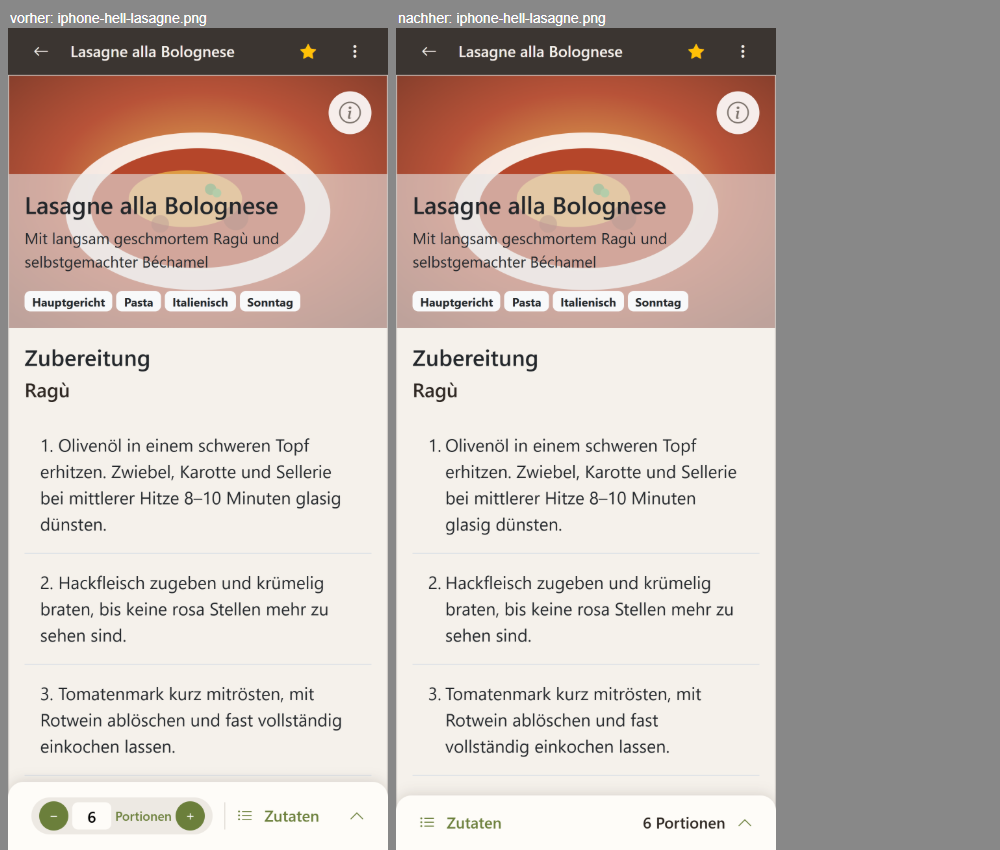 vorher: iphone-hell-lasagne.png
Lasagne alla Bolognese
Lasagne alla Bolognese
Mit langsam geschmortem Ragù und
selbstgemachter Béchamel
Hauptgericht Pasta Italienisch Sonntag
Zubereitung
Ragù
1. Olivenöl in einem schweren Topf
erhitzen. Zwiebel, Karotte und Sellerie
bei mittlerer Hitze 8–10 Minuten glasig
dünsten.
2. Hackfleisch zugeben und krümelig
braten, bis keine rosa Stellen mehr zu
sehen sind.
3. Tomatenmark kurz mitrösten, mit
Rotwein ablöschen und fast vollständig
einkochen lassen.
− 6 Portionen + Zutaten
nachher: iphone-hell-lasagne.png
Lasagne alla Bolognese
Lasagne alla Bolognese
Mit langsam geschmortem Ragù und
selbstgemachter Béchamel
Hauptgericht Pasta Italienisch Sonntag
Zubereitung
Ragù
1. Olivenöl in einem schweren Topf
erhitzen. Zwiebel, Karotte und Sellerie
bei mittlerer Hitze 8–10 Minuten
glasig dünsten.
2. Hackfleisch zugeben und krümelig
braten, bis keine rosa Stellen mehr zu
sehen sind.
3. Tomatenmark kurz mitrösten, mit
Rotwein ablöschen und fast
vollständig einkochen lassen.
Zutaten 6 Portionen